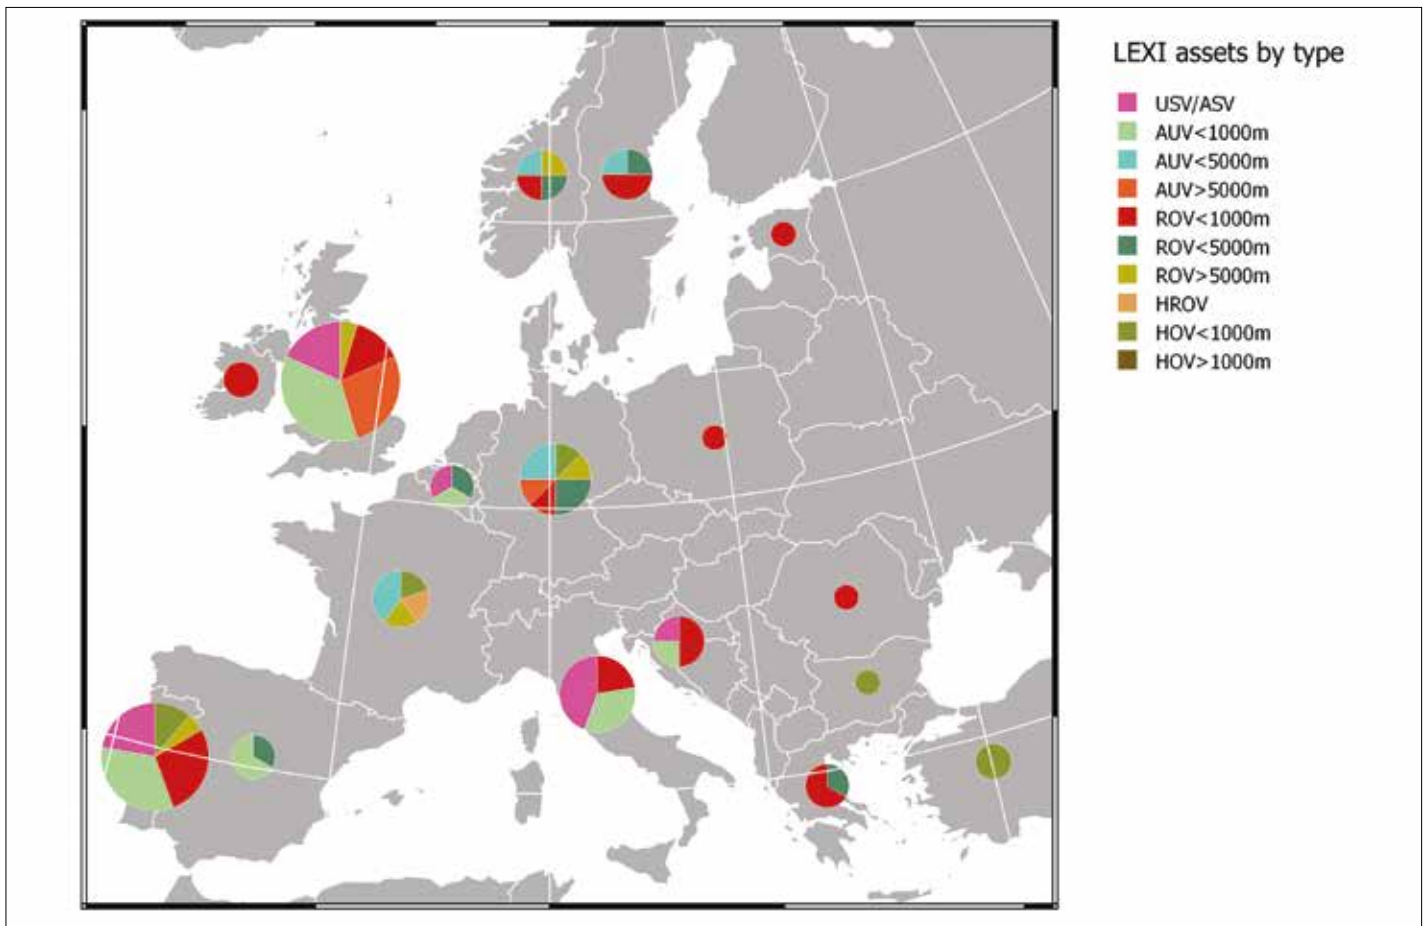 LEXI assets by type
USV/ASV
AUV<1000m
AUV<5000m
AUV>5000m
ROV<1000m
ROV<5000m
ROV>5000m
HROV
HOV<1000m
HOV>1000m